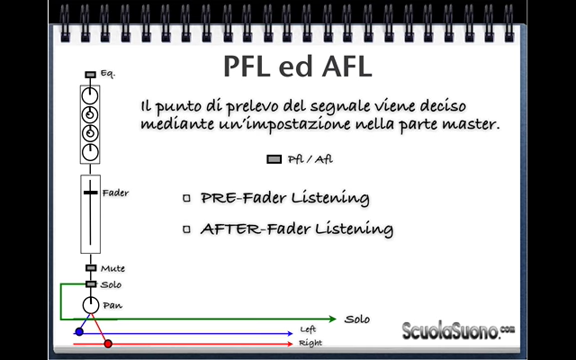 PFL ed AFL
Eq.
Il punto di prelevo del segnale viene deciso
mediante un'impostazione nella parte master.
Pfl / Afl
PRE-Fader Listening
AFTER-Fader Listening
Fader
Mute
Solo
Pan
Solo
Left
Right
ScuolaSuono.com